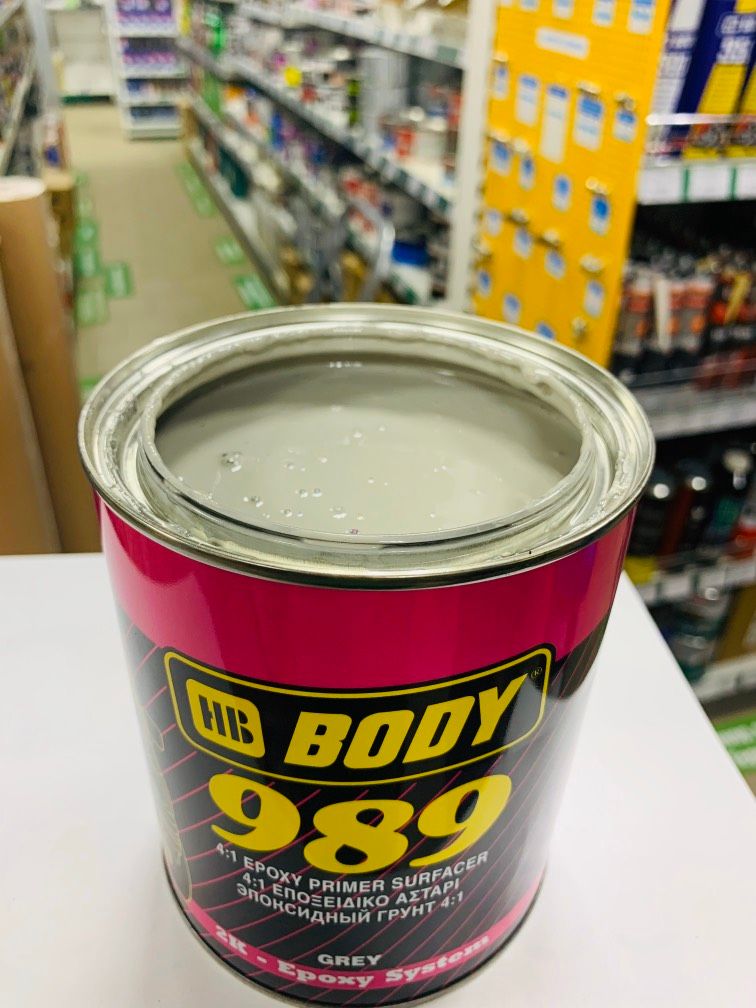 HB BODY®
989
4:1 EPOXY PRIMER SURFACER
4:1 ΕΠΟΞΕΙΔΙΚΟ ΑΣΤΑΡΙ
ЭПОКСИДНЫЙ ГРУНТ 4:1
GREY
2K - Epoxy System